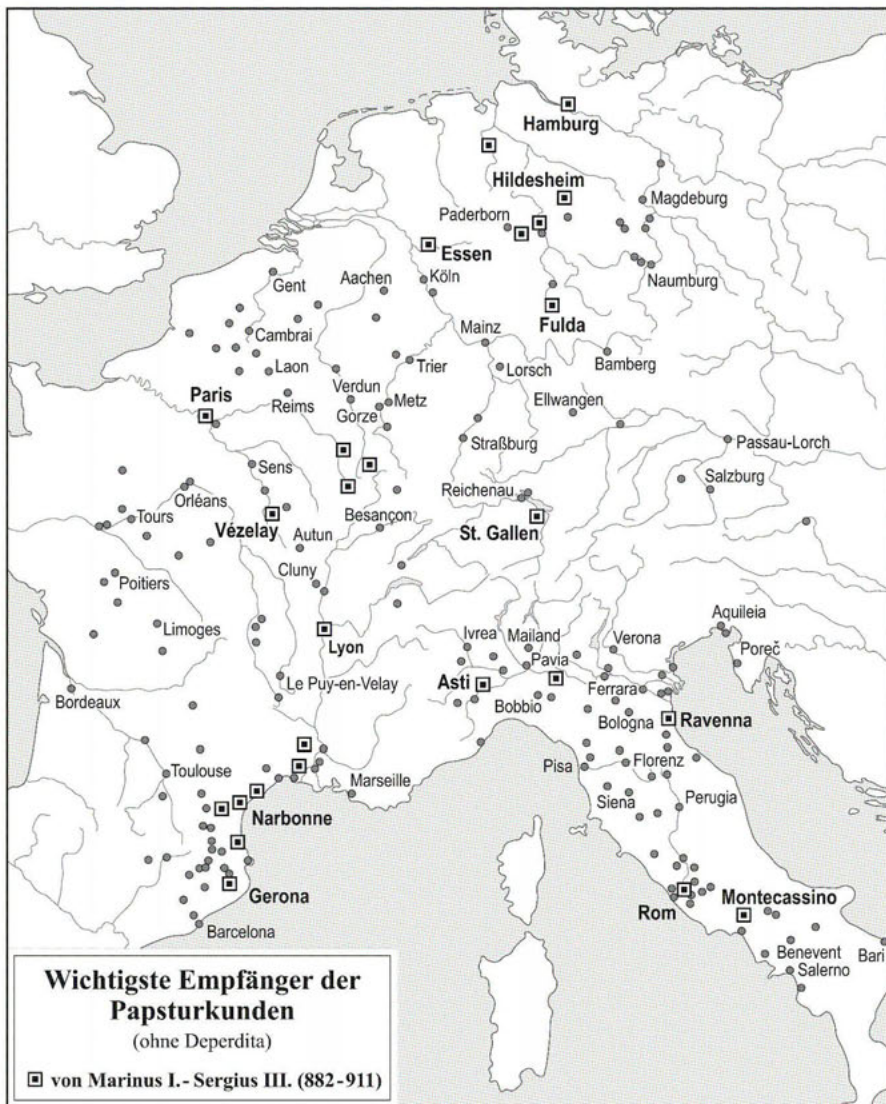 Hamburg
Hildesheim
Magdeburg
Paderborn
Essen
Gent
Aachen
Köln
Naumburg
Fulda
Cambrai
Mainz
Laon
Trier
Lorsch
Bamberg
Paris
Verdun
Reims
Metz
Gorze
Ellwangen
Straßburg
Passau-Lorch
Sens
Salzburg
Orléans
Reichenau
Tours
Vézelay
Besançon
Autun
St. Gallen
Cluny
Poitiers
Limoges
Lyon
Aquileia
Ivrea
Mailand
Verona
Poreč
Pavia
Le Puy-en-Velay
Asti
Bordeaux
Bobbio
Ferrara
Bologna
Ravenna
Toulouse
Marseille
Pisa
Florenz
Siena
Perugia
Narbonne
Gerona
Rom
Montecassino
Barcelona
Benevent
Bari
Salerno
Wichtigste Empfänger der
Papsturkunden
(ohne Deperdita)
von Marinus I.- Sergius III. (882-911)